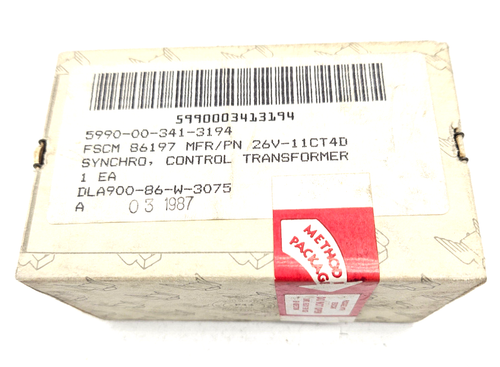 5990003413194
5990-00-341-3194
FSCM 86197 MFR/PN 26V-11CT4D
SYNCHRO, CONTROL TRANSFORMER
1 EA
DLA900-86-W-3075
A 03 1987
METHOD
PACKAG